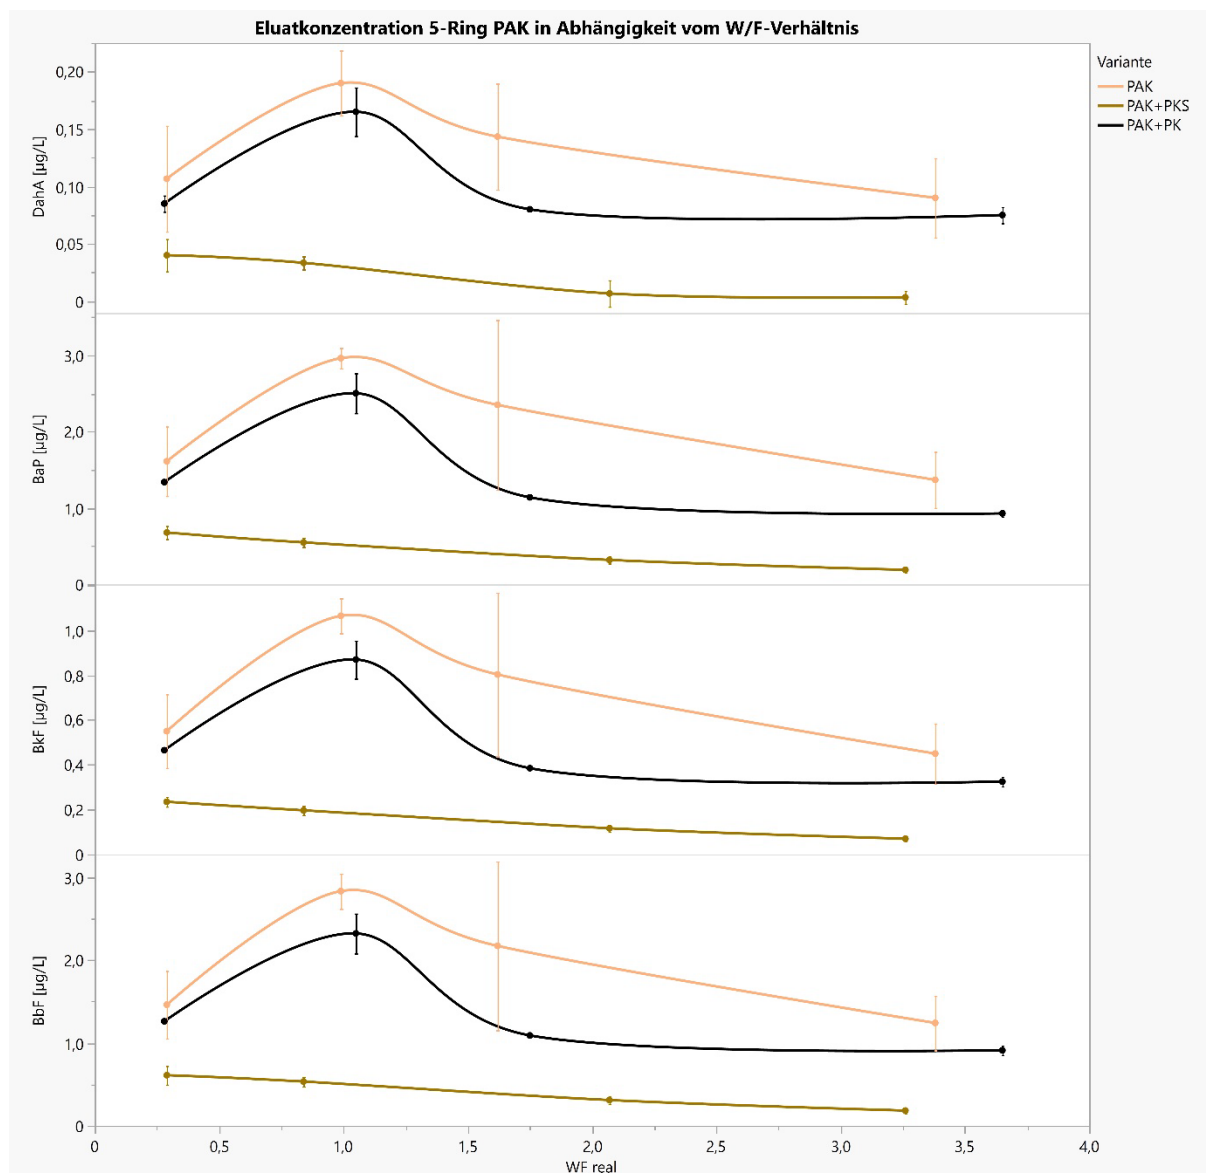 Eluatkonzentration 5-Ring PAK in Abhängigkeit vom W/F-Verhältnis
Variante
PAK
PAK+PKS
PAK+PK
DahA [µg/L]
0,20
0,15
0,10
0,05
0
BaP [µg/L]
3,0
2,0
1,0
0
BkF [µg/L]
1,0
0,8
0,6
0,4
0,2
0
BbF [µg/L]
3,0
2,0
1,0
0
0 0,5 1,0 1,5 2,0 2,5 3,0 3,5 4,0
WF real